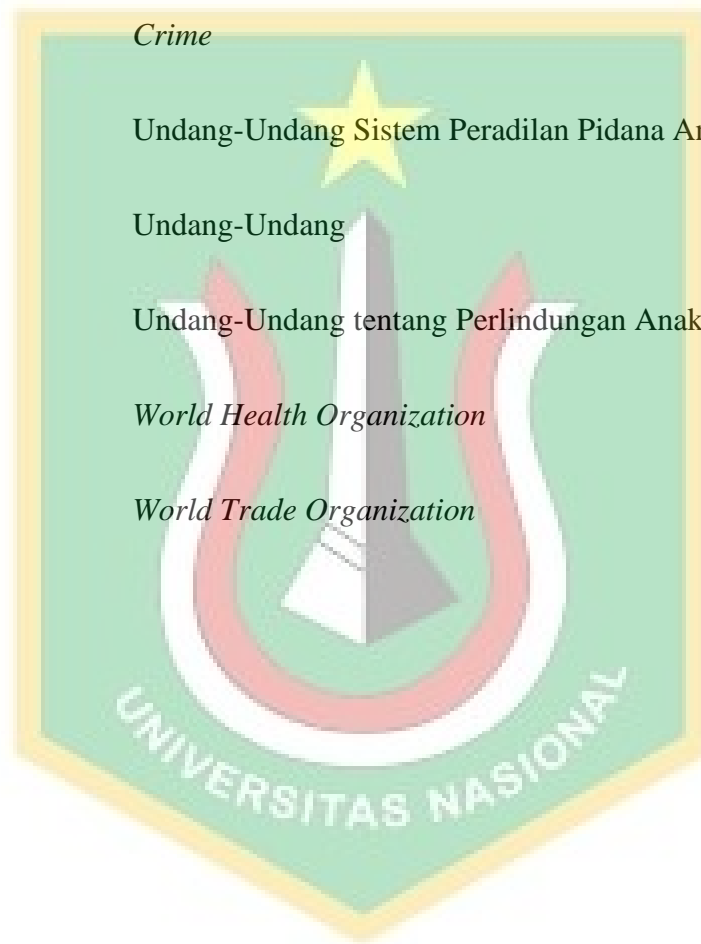 Crime
Undang-Undang Sistem Peradilan Pidana
Undang-Undang
Undang-Undang tentang Perlindungan Anak
World Health Organization
World Trade Organization
UNIVERSITAS NASIONAL